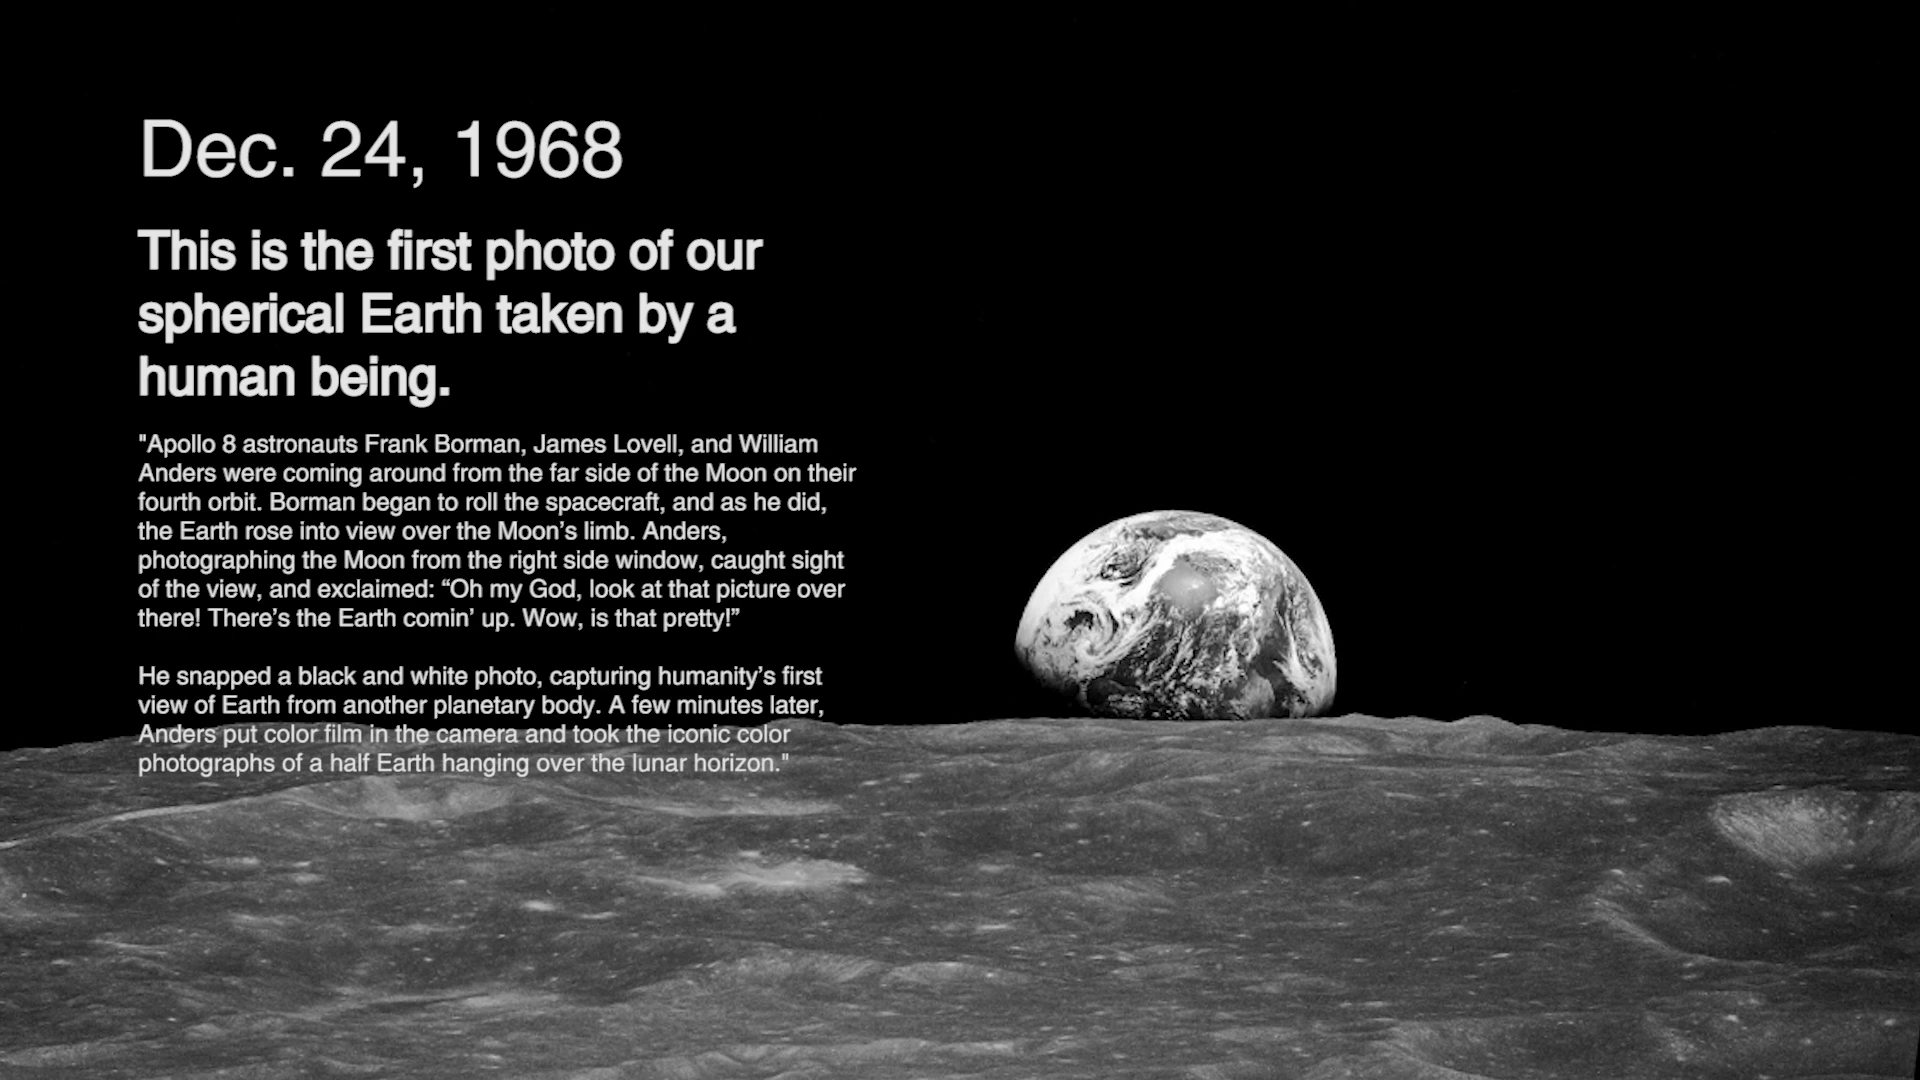 Dec. 24, 1968
This is the first photo of our
spherical Earth taken by a
human being.
"Apollo 8 astronauts Frank Borman, James Lovell, and William
Anders were coming around from the far side of the Moon on their
fourth orbit. Borman began to roll the spacecraft, and as he did,
the Earth rose into view over the Moon’s limb. Anders,
photographing the Moon from the right side window, caught sight
of the view, and exclaimed: “Oh my God, look at that picture over
there! There’s the Earth comin’ up. Wow, is that pretty!”
He snapped a black and white photo, capturing humanity’s first
view of Earth from another planetary body. A few minutes later,
Anders put color film in the camera and took the iconic color
photographs of a half Earth hanging over the lunar horizon."